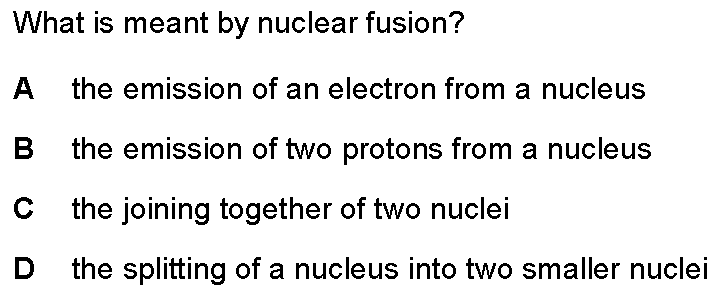 What is meant by nuclear fusion?
A the emission of an electron from a nucleus
B the emission of two protons from a nucleus
C the joining together of two nuclei
D the splitting of a nucleus into two smaller nuclei